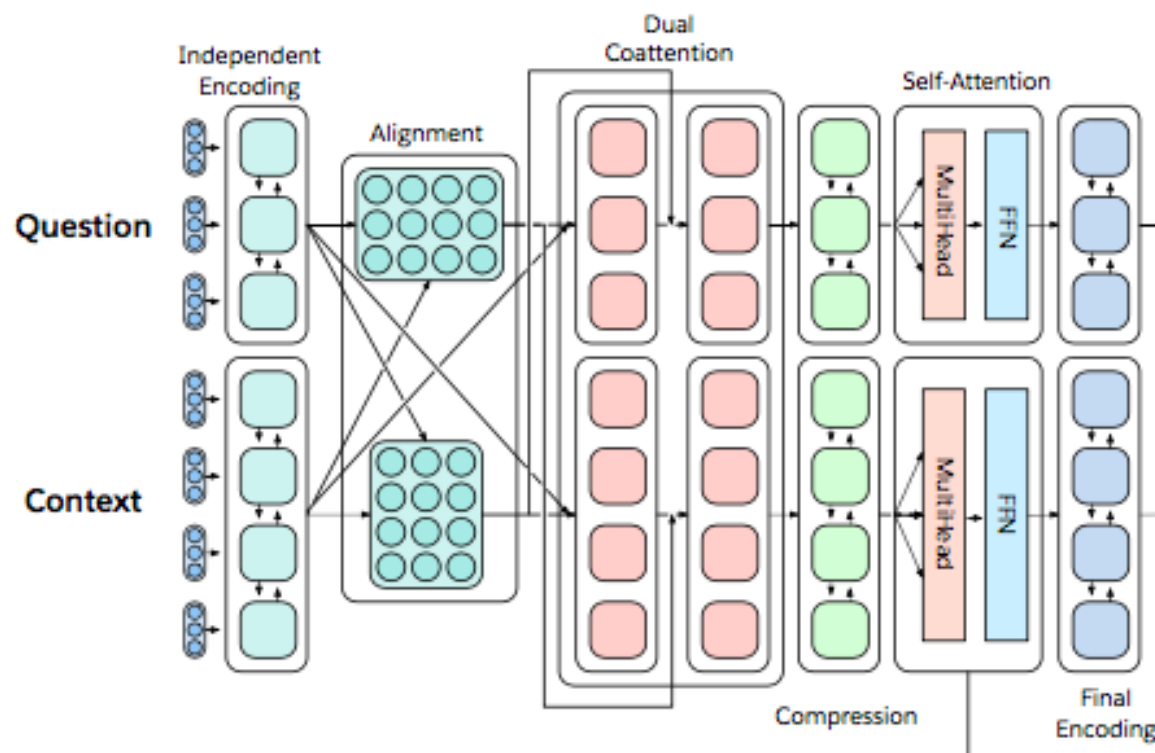 Dual
Coattention
Independent
Encoding
Self-Attention
Alignment
Question
MultiHead
FFN
Context
MultiHead
FFN
Compression
Final
Encoding